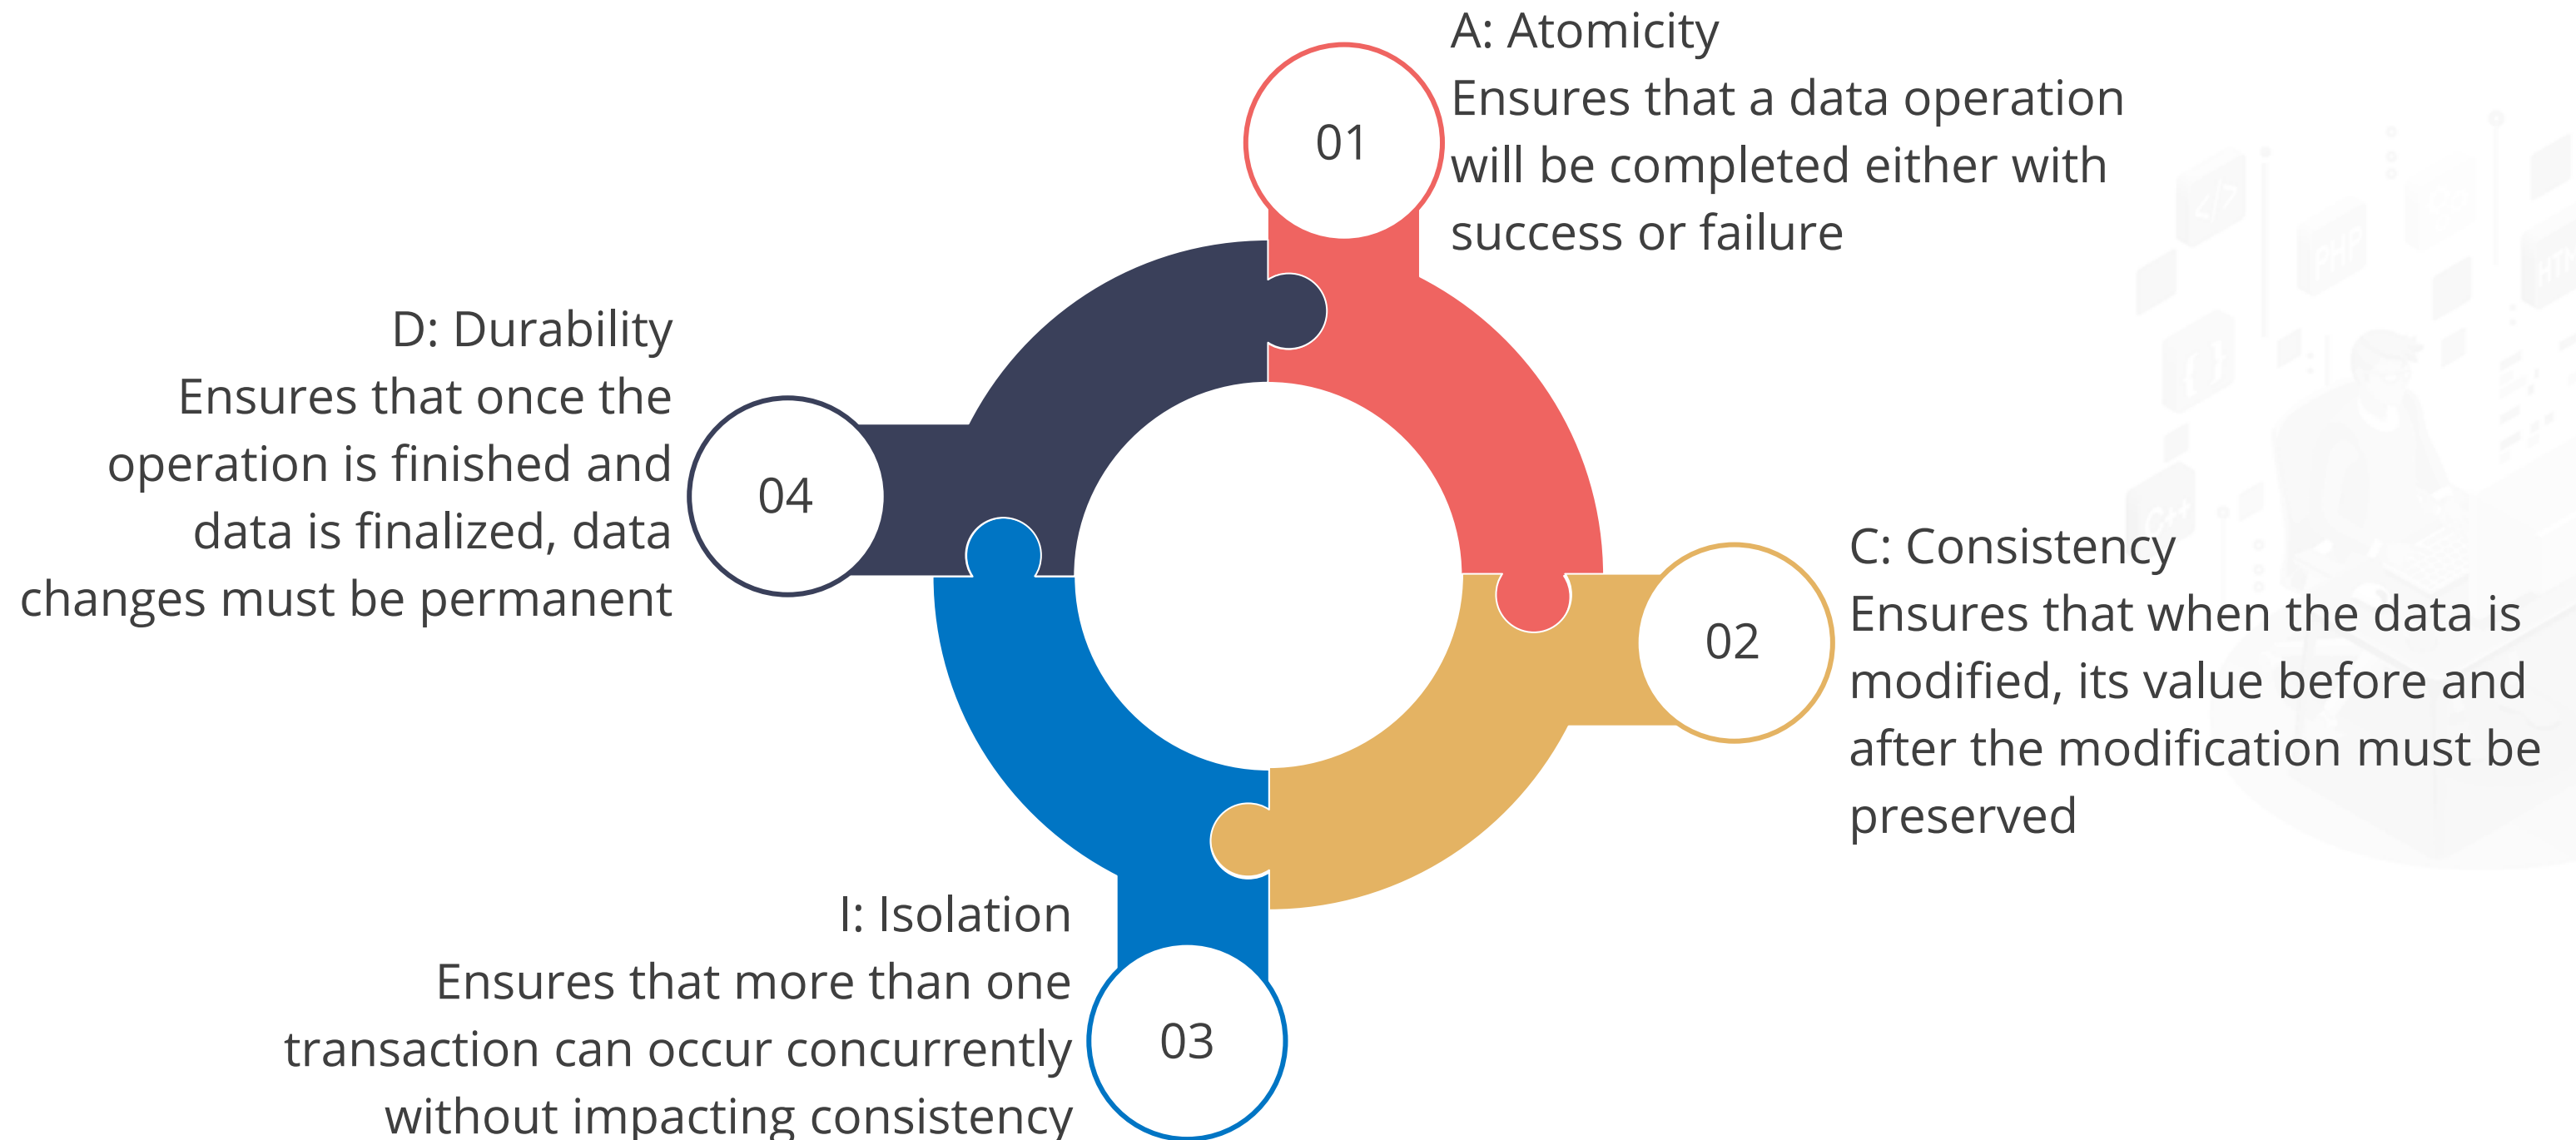 A: Atomicity
Ensures that a data operation
will be completed either with
success or failure
01
D: Durability
Ensures that once the
operation is finished and
data is finalized, data
changes must be permanent
04
C: Consistency
Ensures that when the data is
modified, its value before and
after the modification must be
preserved
02
I: Isolation
Ensures that more than one
transaction can occur concurrently
without impacting consistency
03
</>
PHP
{ }
C++